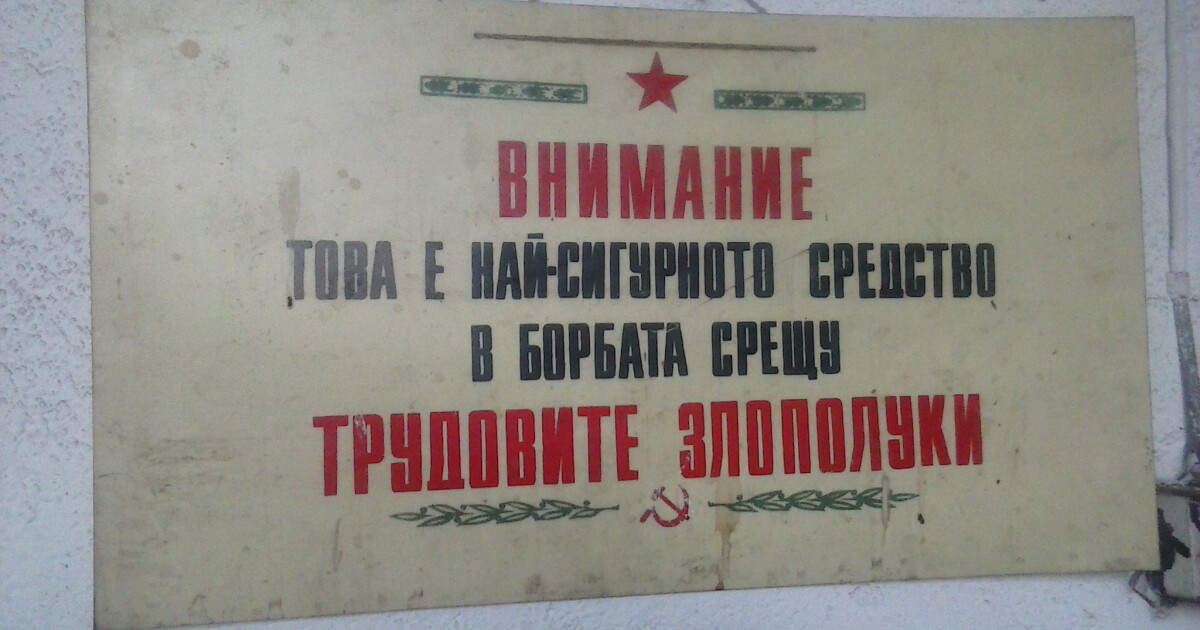 ВНИМАНИЕ
ТОВА Е НАЙ-СИГУРНОТО СРЕДСТВО
В БОРБАТА СРЕЩУ
ТРУДОВИТЕ ЗЛОПОЛУКИ